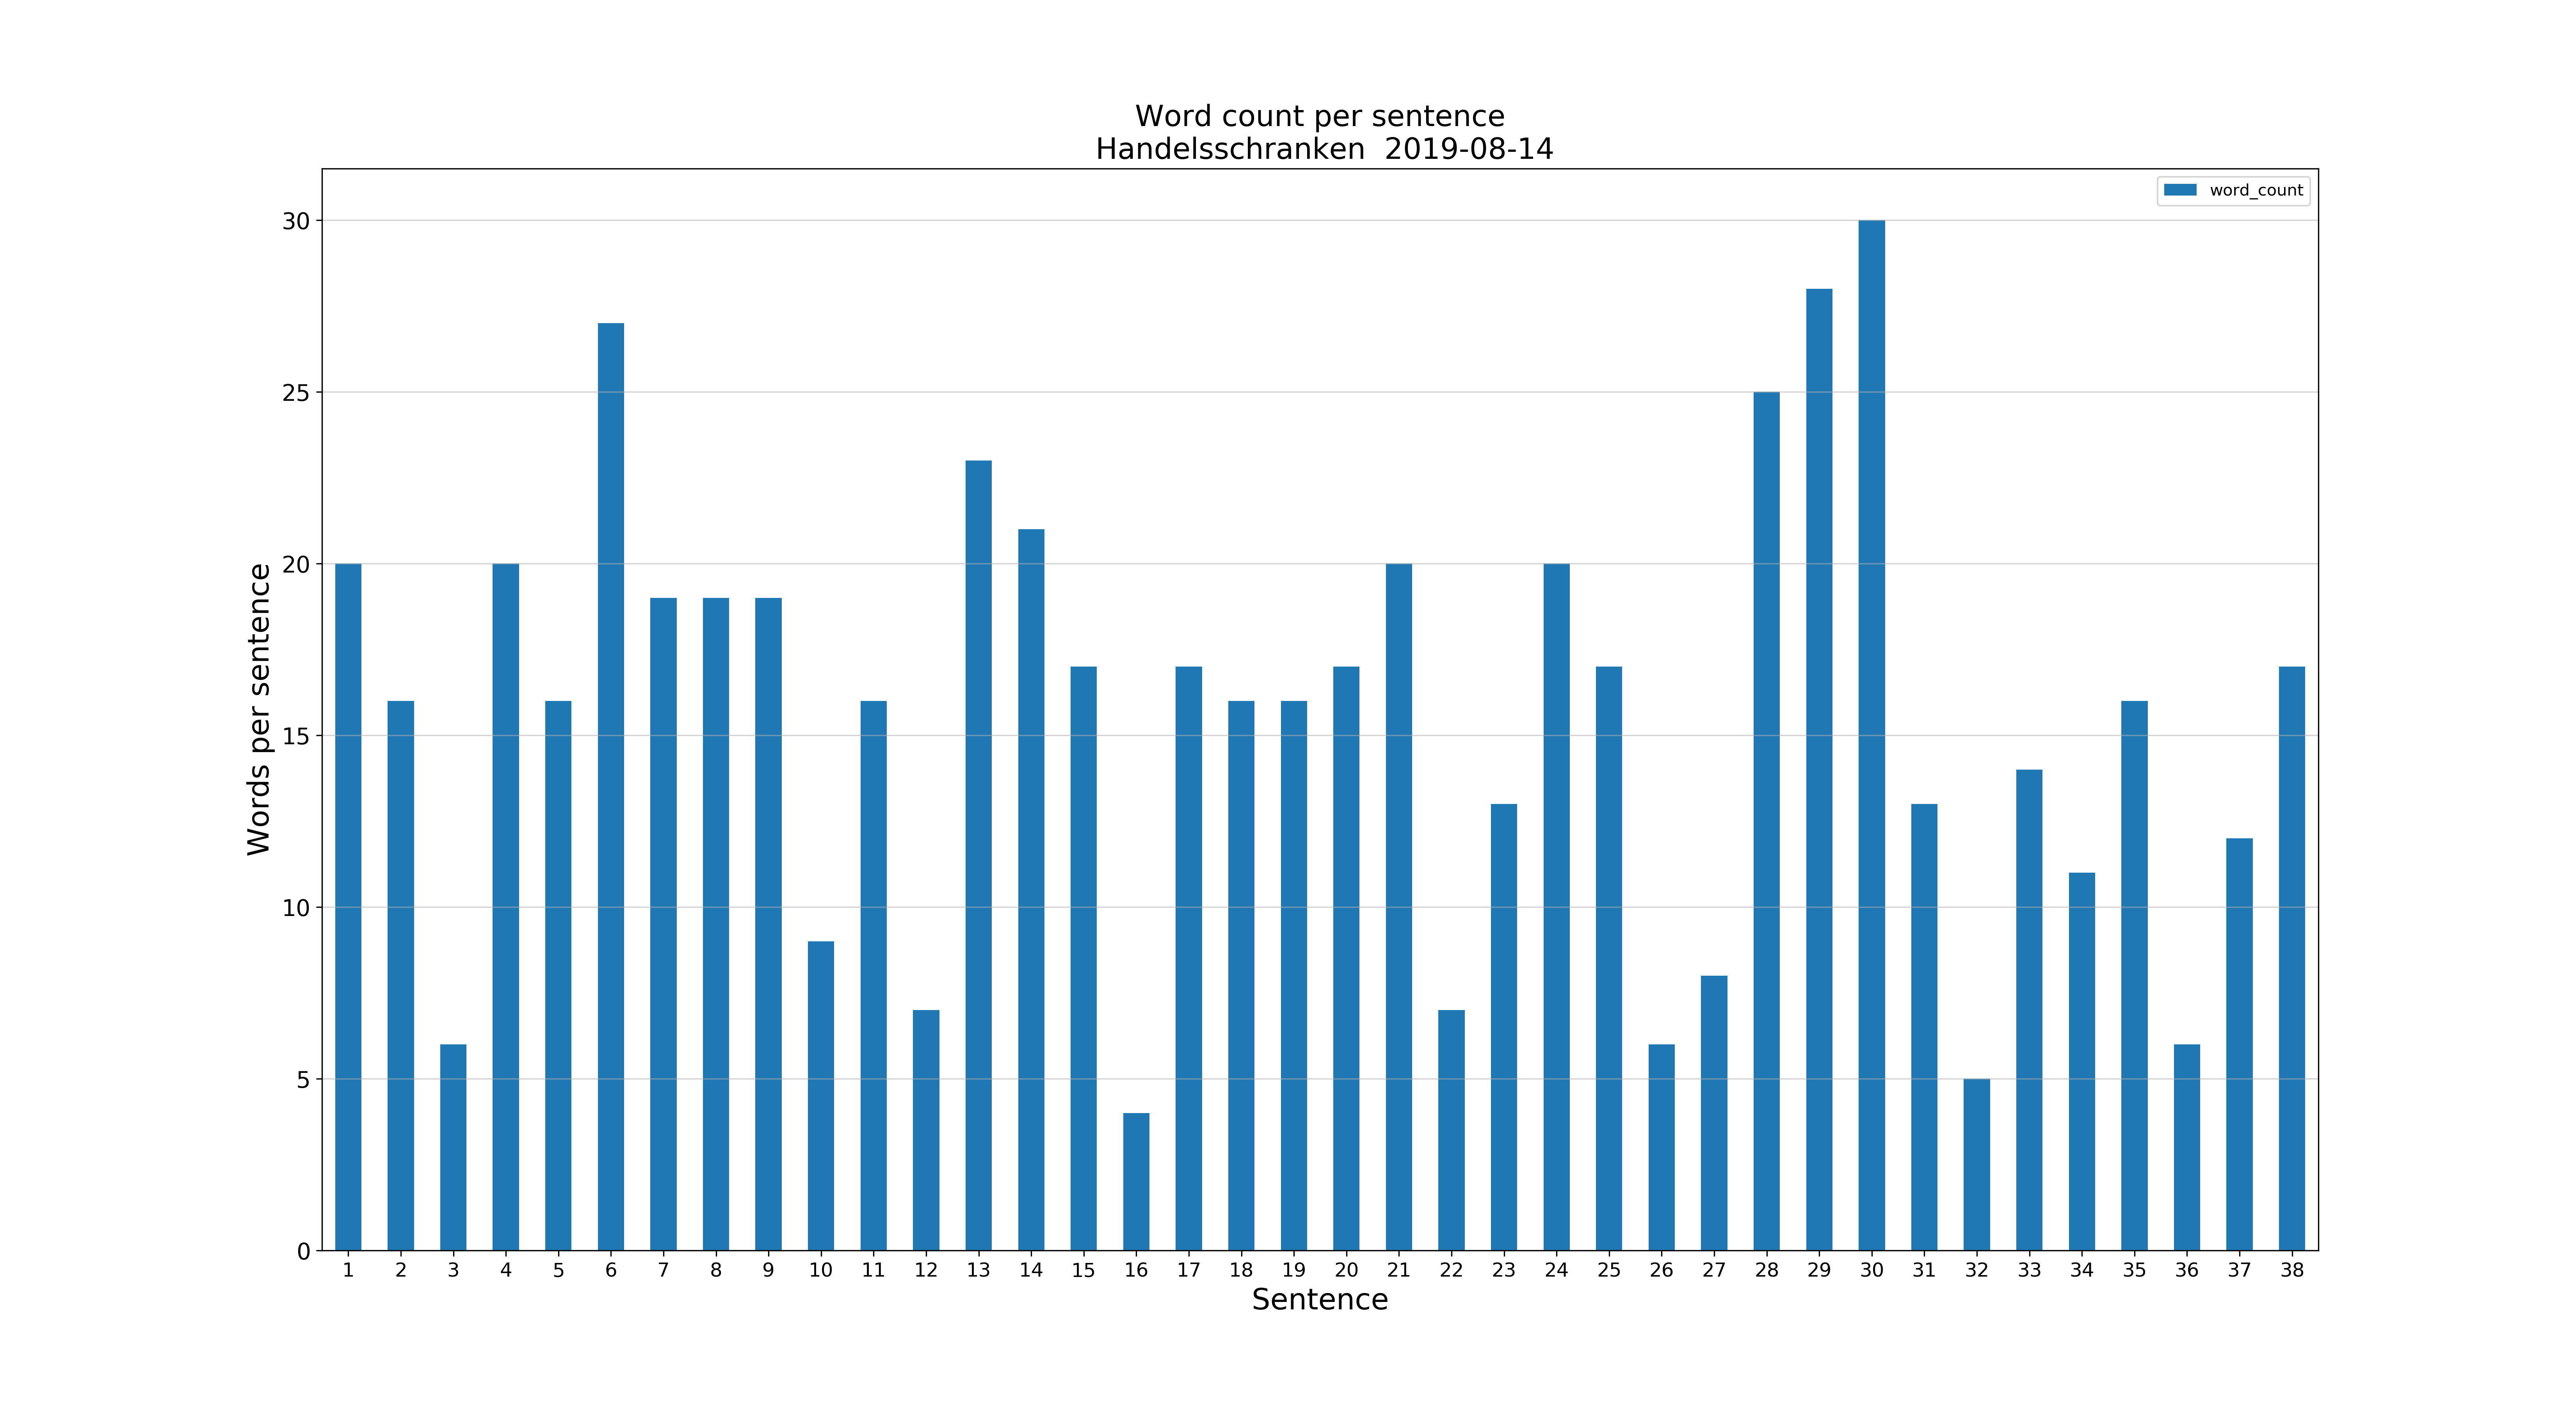 Word count per sentence
Handelsschranken  2019-08-14
word_count
30
25
20
15
10
5
0
Words per sentence
1 2 3 4 5 6 7 8 9 10 11 12 13 14 15 16 17 18 19 20 21 22 23 24 25 26 27 28 29 30 31 32 33 34 35 36 37 38
Sentence